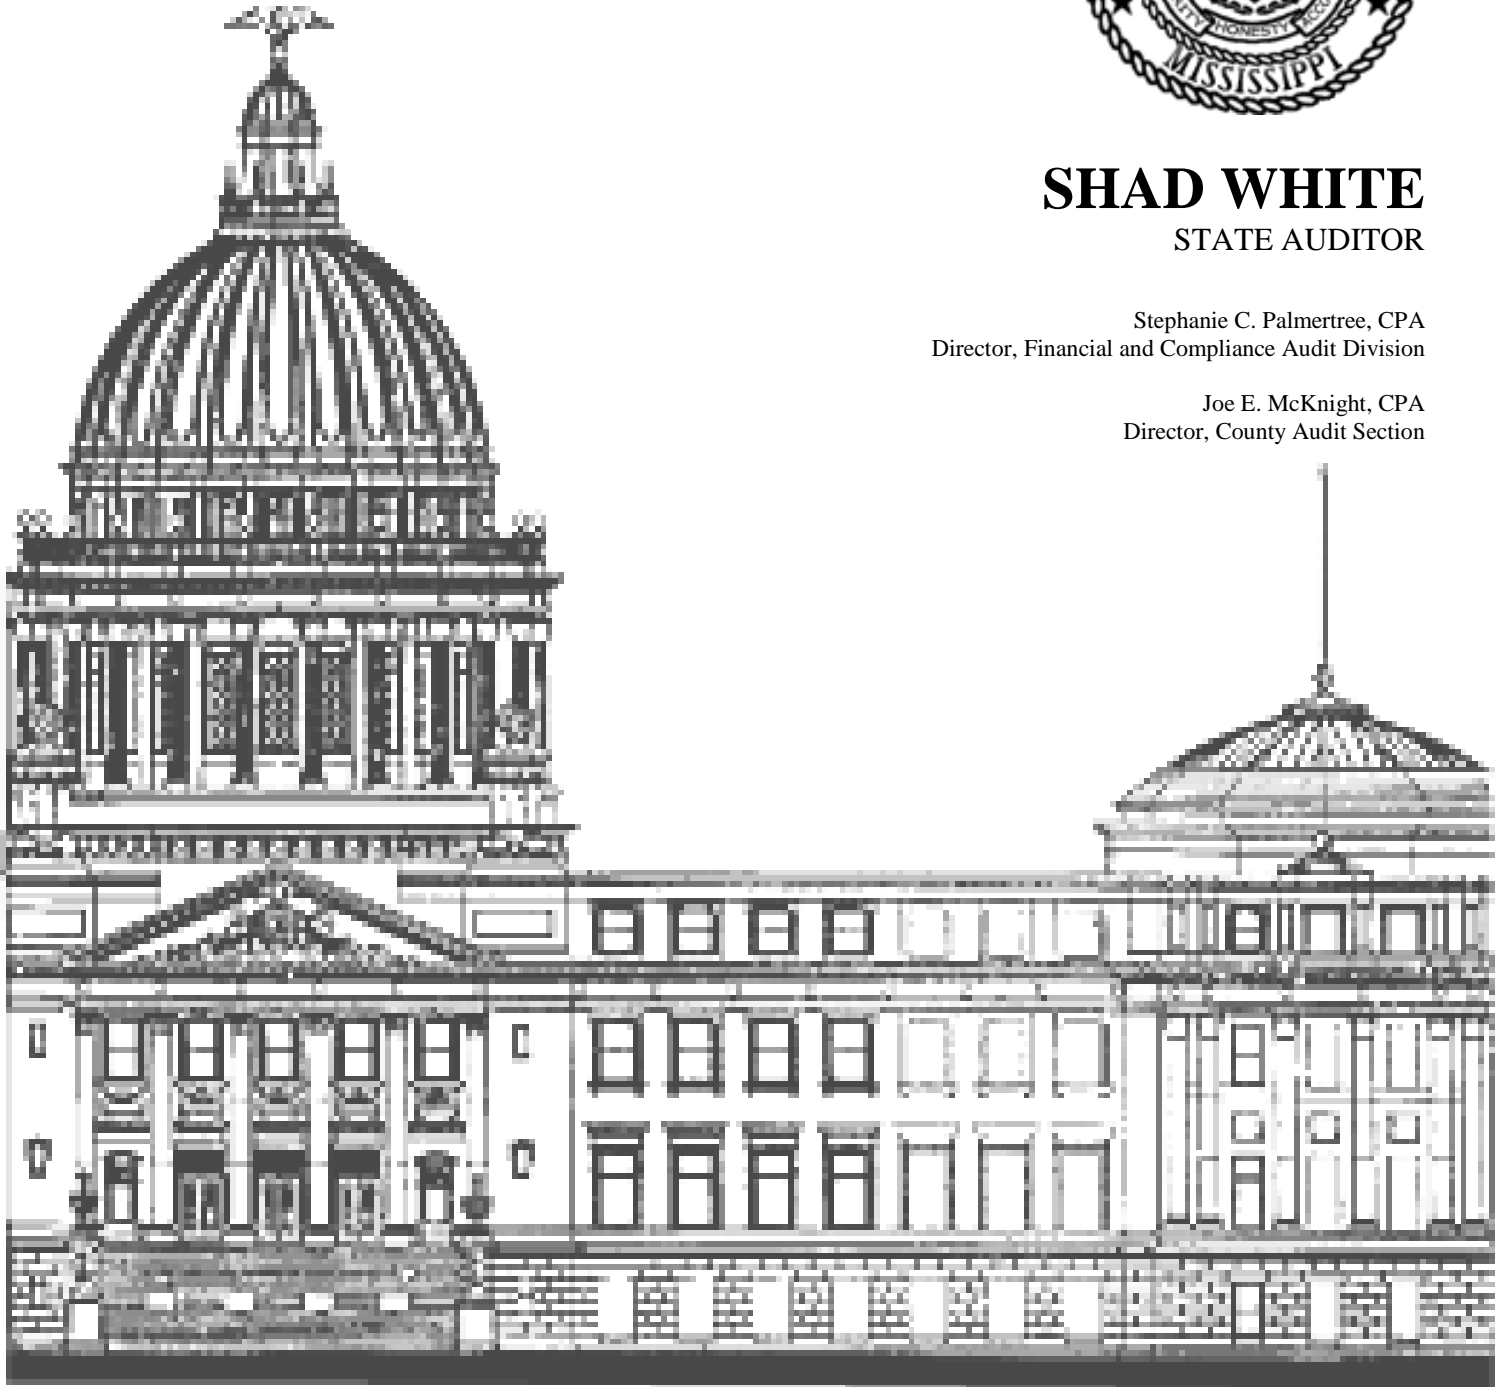 HONESTY
MISSISSIPPI
SHAD WHITE
STATE AUDITOR
Stephanie C. Palmertree, CPA
Director, Financial and Compliance Audit Division
Joe E. McKnight, CPA
Director, County Audit Section